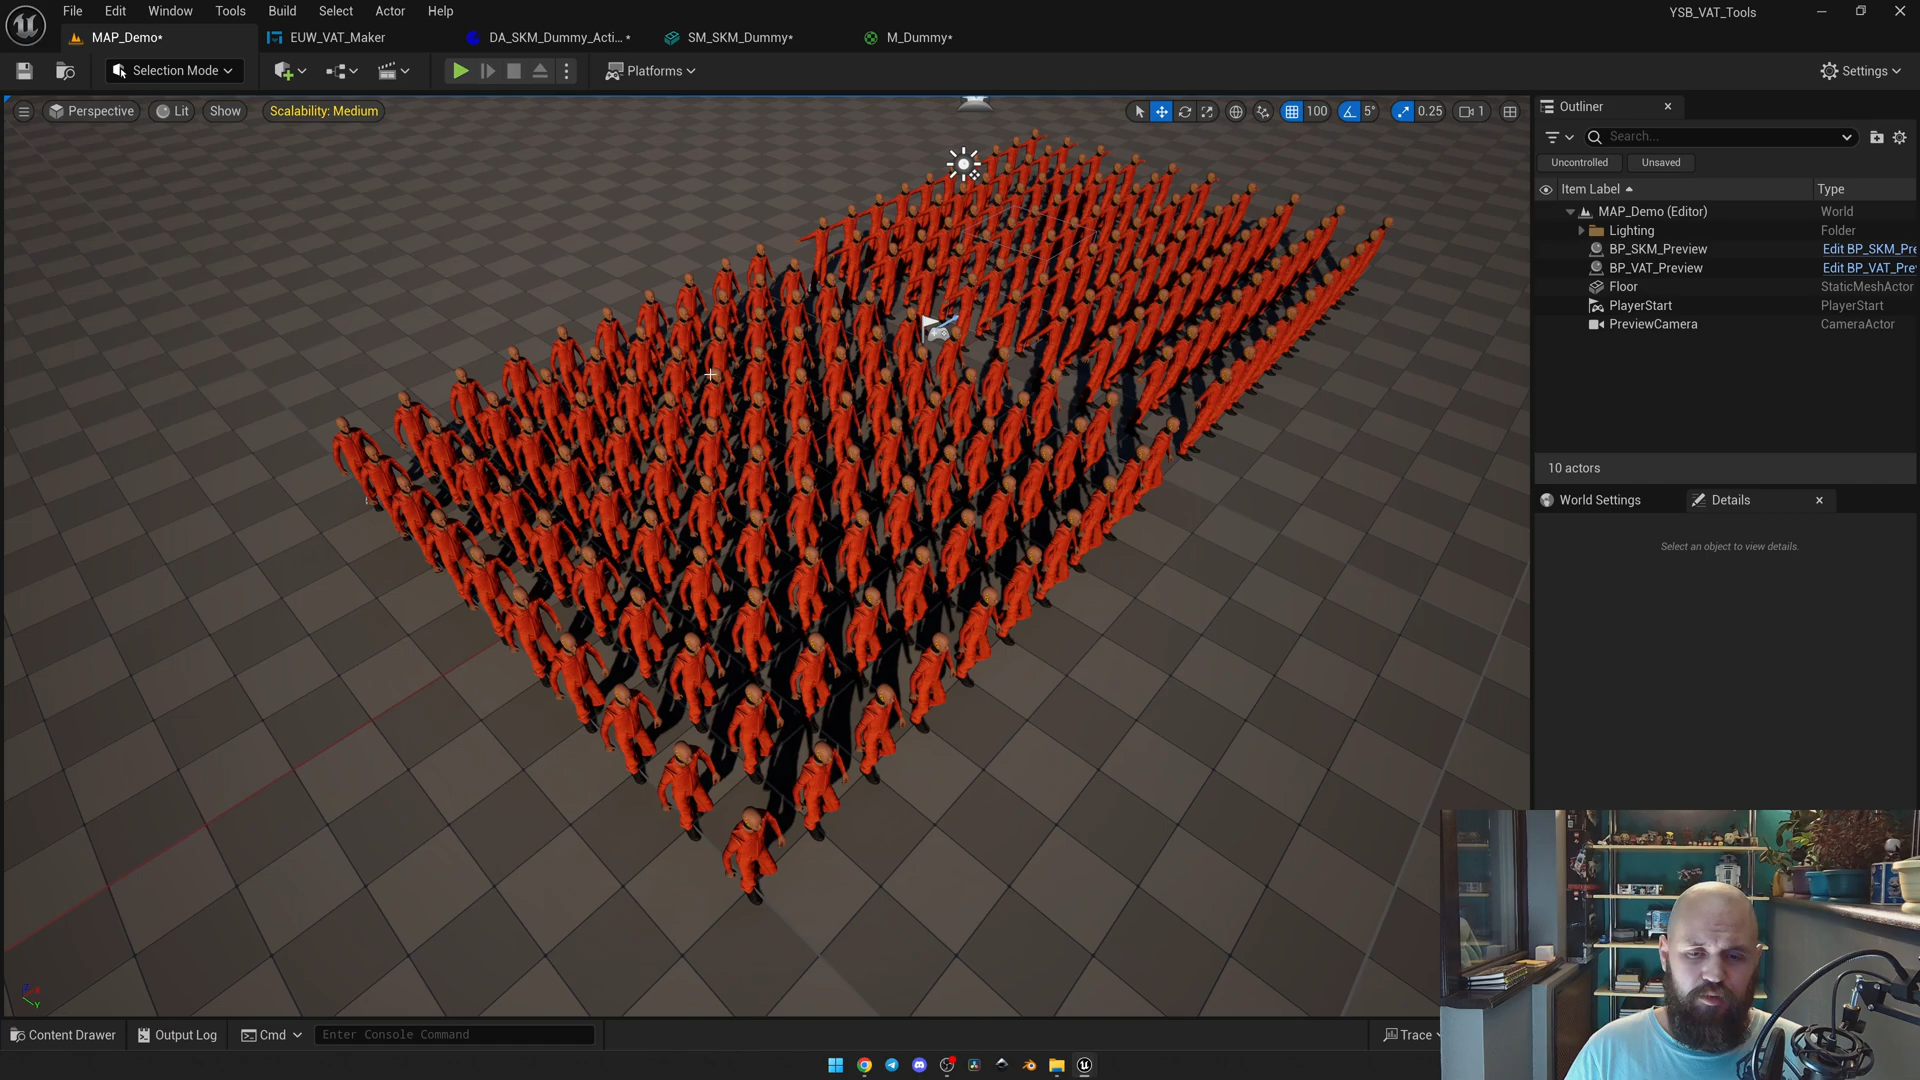 File Edit Window Tools Build Select Actor Help
YSB_VAT_Tools
MAP_Demo*
EUW_VAT_Maker
DA_SKM_Dummy_Acti... *
SM_SKM_Dummy*
M_Dummy*
Selection Mode
Platforms
Settings
Perspective
Lit
Show
Scalability: Medium
100
5°
0.25
1
Outliner
Search...
Uncontrolled
Unsaved
Item Label
Type
MAP_Demo (Editor)
World
Lighting
Folder
BP_SKM_Preview
Edit BP_SKM_Pre
BP_VAT_Preview
Edit BP_VAT_Prev
Floor
StaticMeshActor
PlayerStart
PlayerStart
PreviewCamera
CameraActor
10 actors
World Settings
Details
Select an object to view details.
Content Drawer
Output Log
Cmd
Enter Console Command
Trace